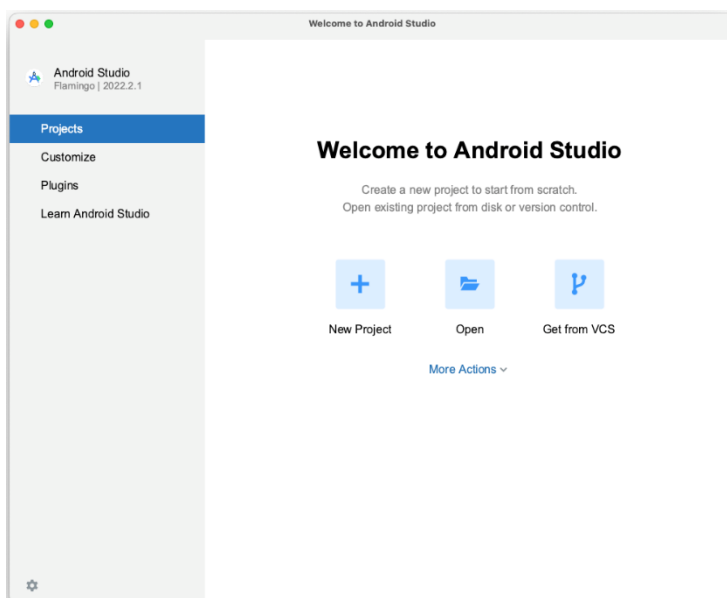 Welcome to Android Studio
Android Studio
Flamingo | 2022.2.1
Projects
Customize
Plugins
Learn Android Studio
Welcome to Android Studio
Create a new project to start from scratch.
Open existing project from disk or version control.
New Project
Open
Get from VCS
More Actions